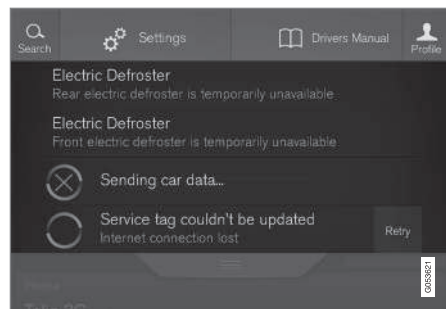 Search
Settings
Drivers Manual
Profile
Electric Defroster
Rear electric defroster is temporarily unavailable
Electric Defroster
Front electric defroster is temporarily unavailable
Sending car data...
Service tag couldn't be updated
Internet connection lost
Retry
G053621